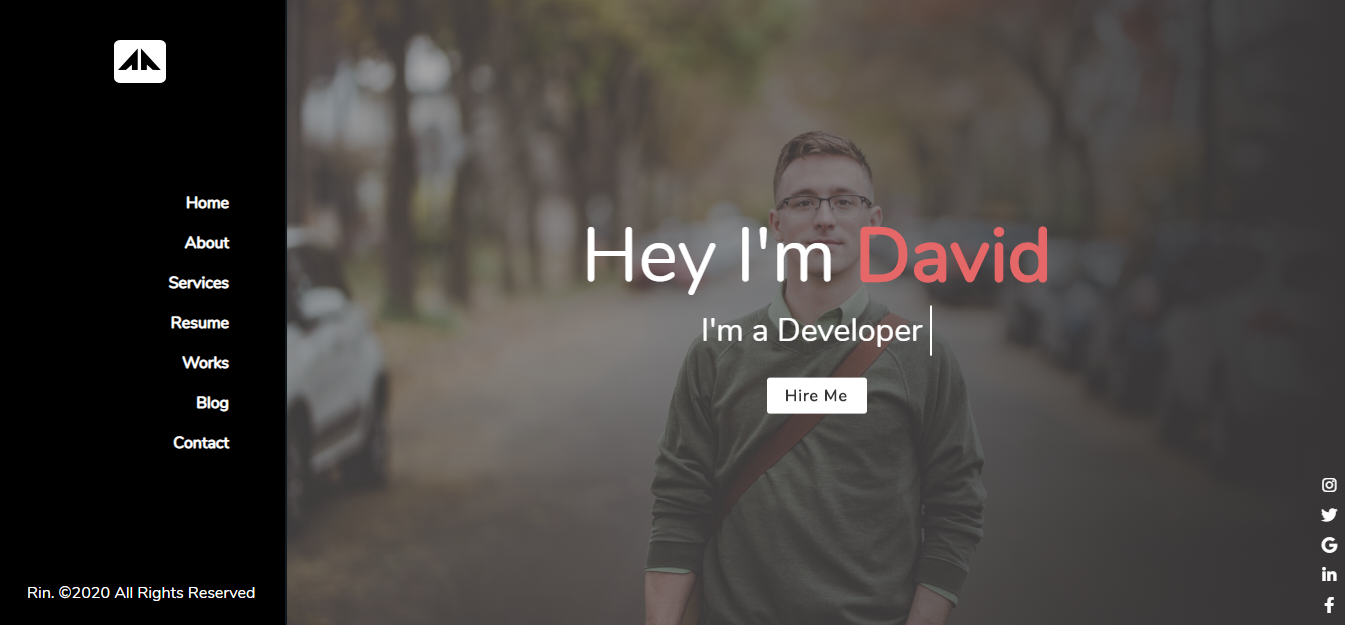 Home
About
Services
Resume
Works
Blog
Contact
Rin. ©2020 All Rights Reserved
Hey I'm David
I'm a Developer
Hire Me